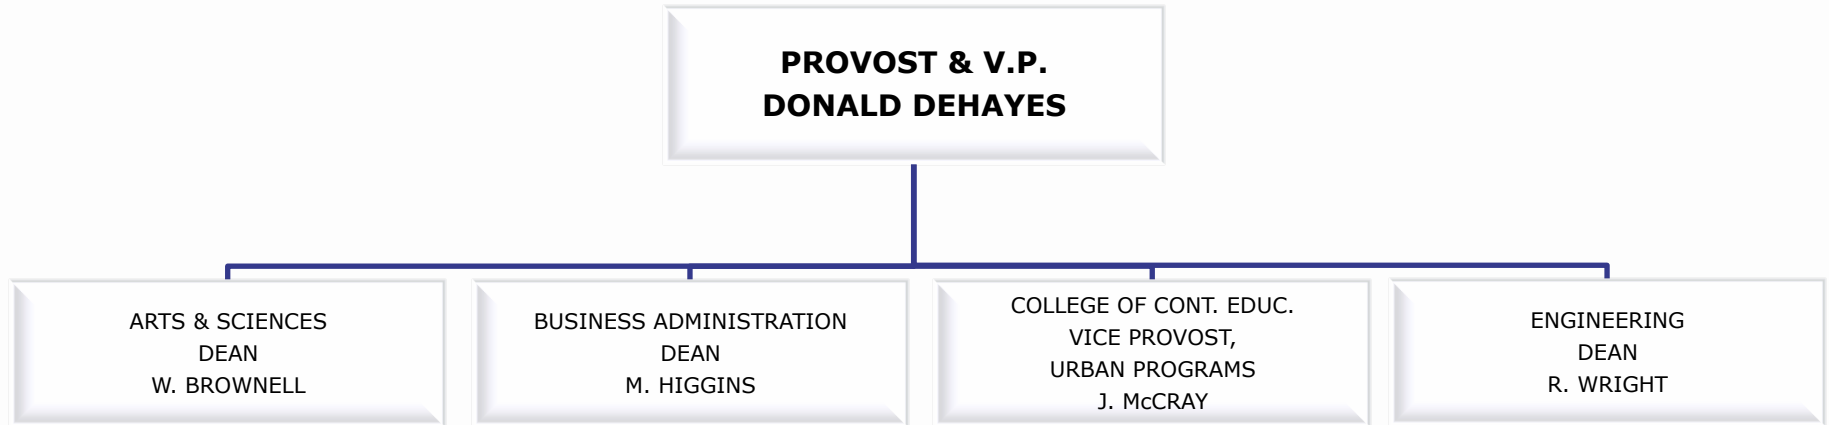 PROVOST & V.P.
DONALD DEHAYES
ARTS & SCIENCES
DEAN
W. BROWNELL
BUSINESS ADMINISTRATION
DEAN
M. HIGGINS
COLLEGE OF CONT. EDUC.
VICE PROVOST,
URBAN PROGRAMS
J. McCRAY
ENGINEERING
DEAN
R. WRIGHT